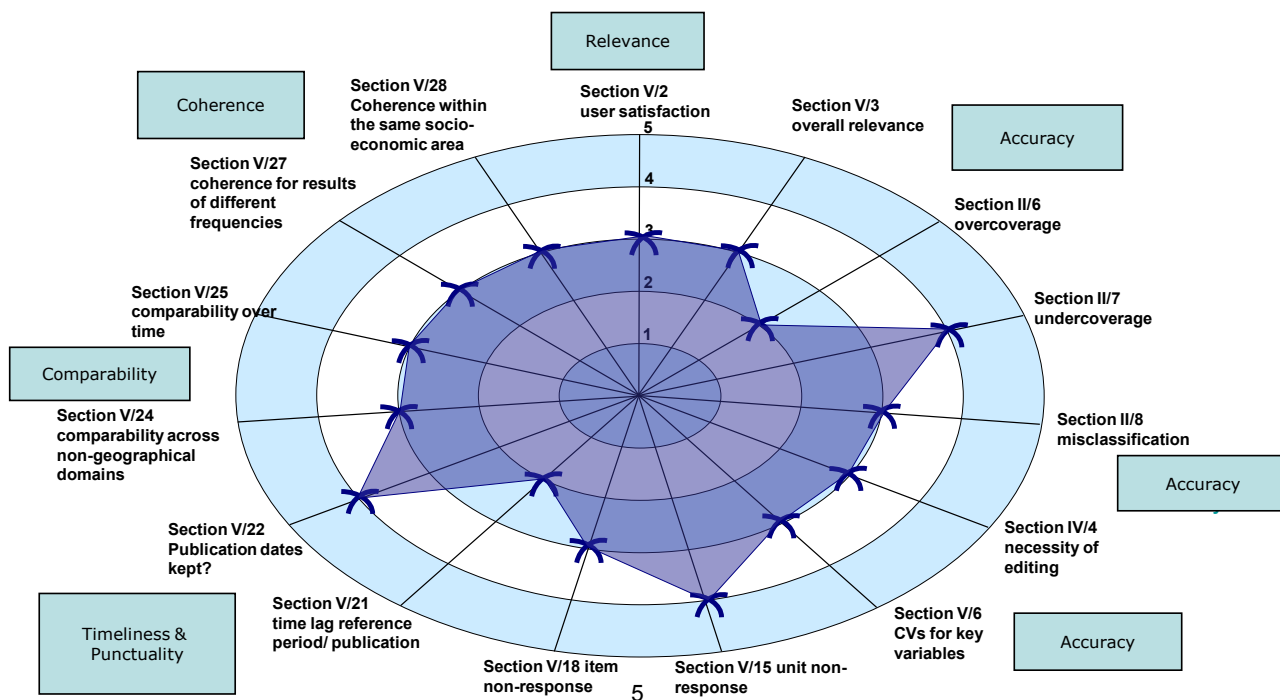 Relevance
Coherence
Section V/28
Coherence within
the same socio-
economic area
Section V/2
user satisfaction
Section V/3
overall relevance
Accuracy
Section V/27
coherence for results
of different
frequencies
Section II/6
overcoverage
5
4
3
2
1
Section V/25
comparability over
time
Section II/7
undercoverage
Comparability
Section V/24
comparability across
non-geographical
domains
Section II/8
misclassification
Accuracy
Section V/22
Publication dates
kept?
Section IV/4
necessity of
editing
Timeliness &
Punctuality
Section V/21
time lag reference
period/ publication
Section V/6
CVs for key
variables
Accuracy
Section V/18 item
non-response
Section V/15 unit non-
response
5